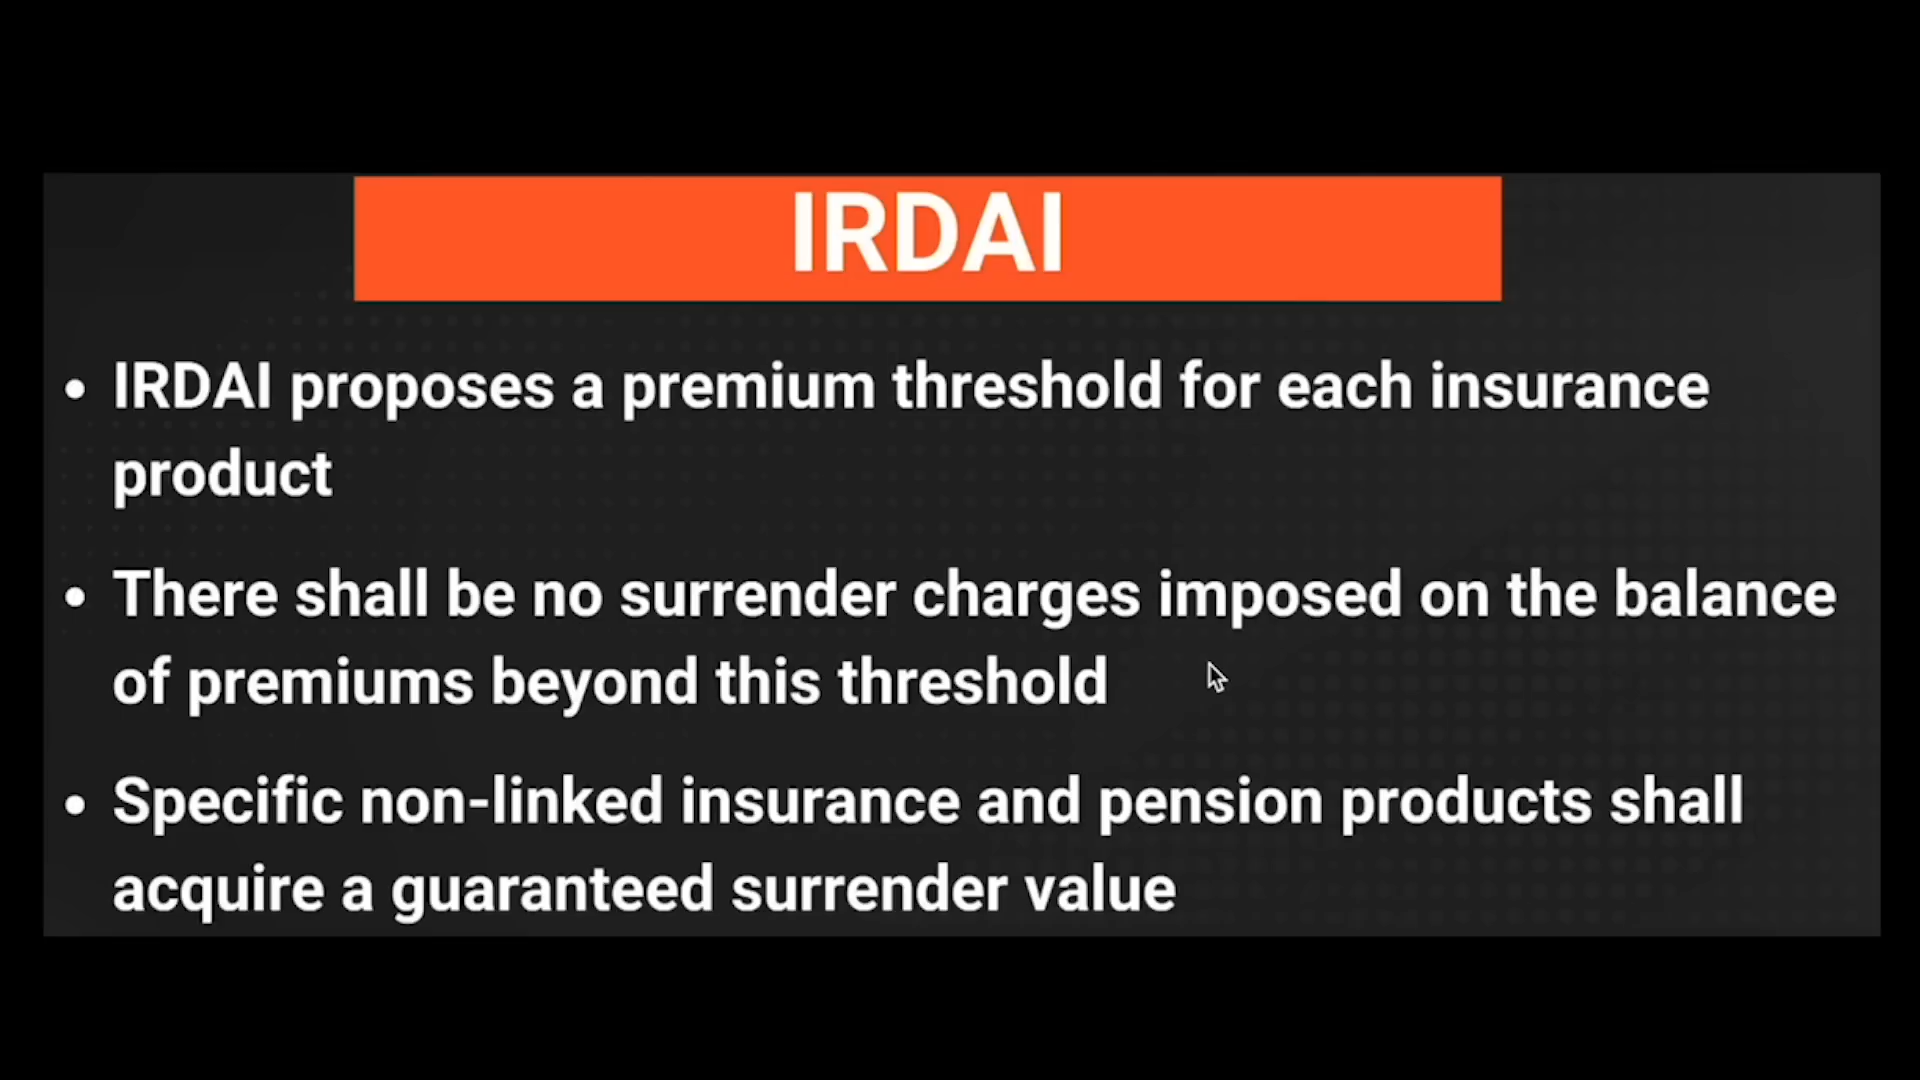 IRDAI
• IRDAI proposes a premium threshold for each insurance
product
• There shall be no surrender charges imposed on the balance
of premiums beyond this threshold
• Specific non-linked insurance and pension products shall
acquire a guaranteed surrender value